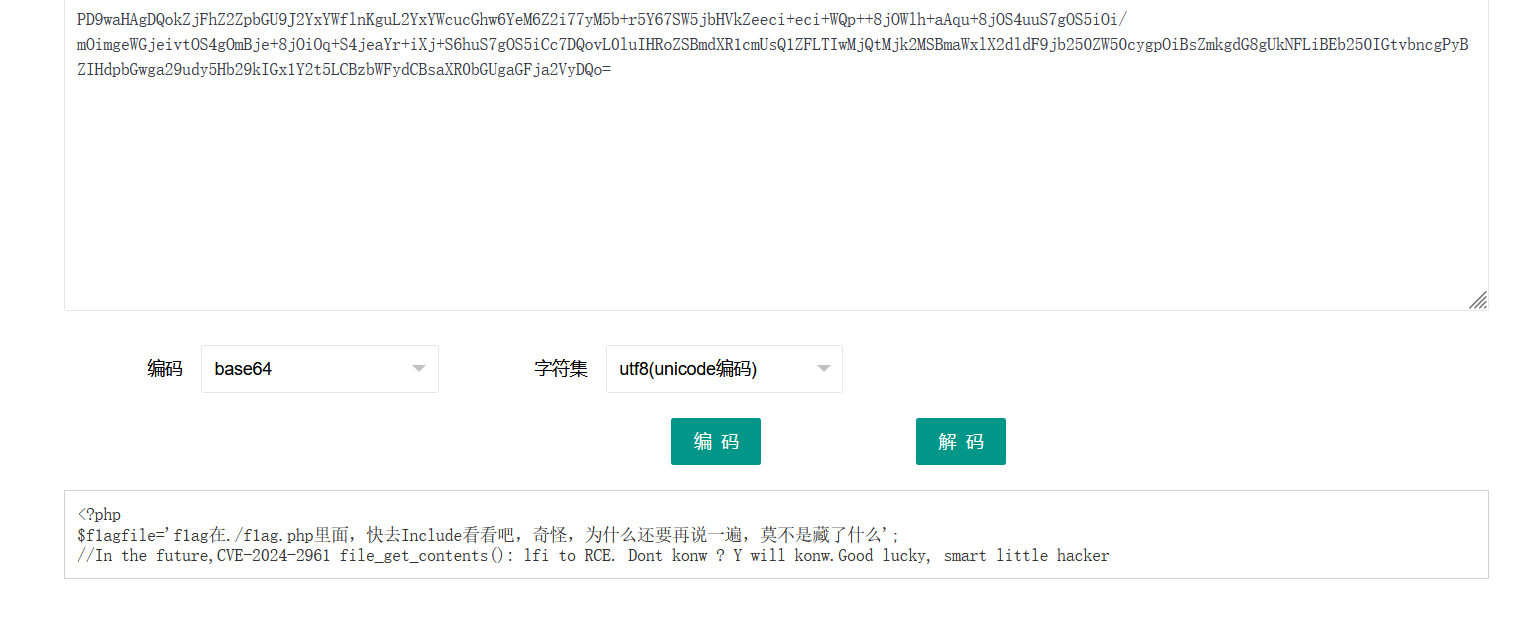 PD9waHAgDQokZjFhZ2ZpbGU9J2YxYWflnKguL2YxYWcucGhw6YeM6Z2i77yM5b+r5Y67SW5jbHVkZeeci+eci+WQp++8jOWlh+aAqu+8jOS4uuS7gOS5iOi/
mOimgeWGjeivtOS4gOmBje+8jOiOq+S4jeaYr+iXj+S6huS7gOS5iCc7DQovL0luIHRoZSBmdXR1cmUsQ1ZFLTIwMjQtMjk2MSBmaWxlX2dldF9jb250ZW50cygpOiBsZmkgdG8gUkNFLiBEb250IGtvbncgPyB
ZIHdpbGwga29udy5Hb29kIGx1Y2t5LCBzbWFydCBsaXR0bGUgaGFja2VyDQo=
编码 base64 字符集 utf8(unicode编码)
编 码 解 码
<?php
$f1agfile='f1ag在./f1ag.php里面，快去Include看看吧，奇怪，为什么还要再说一遍，莫不是藏了什么';
//In the future,CVE-2024-2961 file_get_contents(): lfi to RCE. Dont konw ? Y will konw.Good lucky, smart little hacker